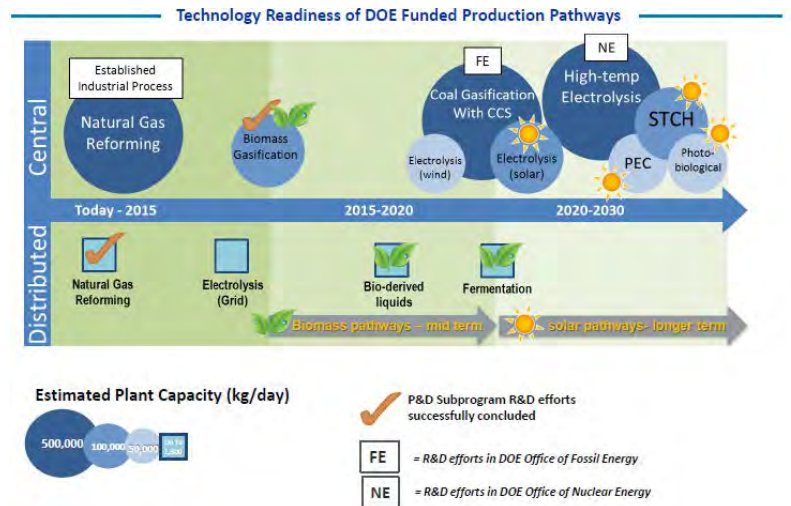 Technology Readiness of DOE Funded Production Pathways
Central
Established
Industrial Process
Natural Gas
Reforming
Biomass
Gasification
FE
Coal Gasification
With CCS
Electrolysis
(wind)
Electrolysis
(solar)
NE
High-temp
Electrolysis
STCH
PEC
Photo-
biological
Today - 2015
2015-2020
2020-2030
Distributed
Natural Gas
Reforming
Electrolysis
(Grid)
Bio-derived
liquids
Fermentation
Biomass pathways – mid term
solar pathways- longer term
Estimated Plant Capacity (kg/day)
500,000
100,000
50,000
P&D Subprogram R&D efforts
successfully concluded
FE
= R&D efforts in DOE Office of Fossil Energy
NE
= R&D efforts in DOE Office of Nuclear Energy